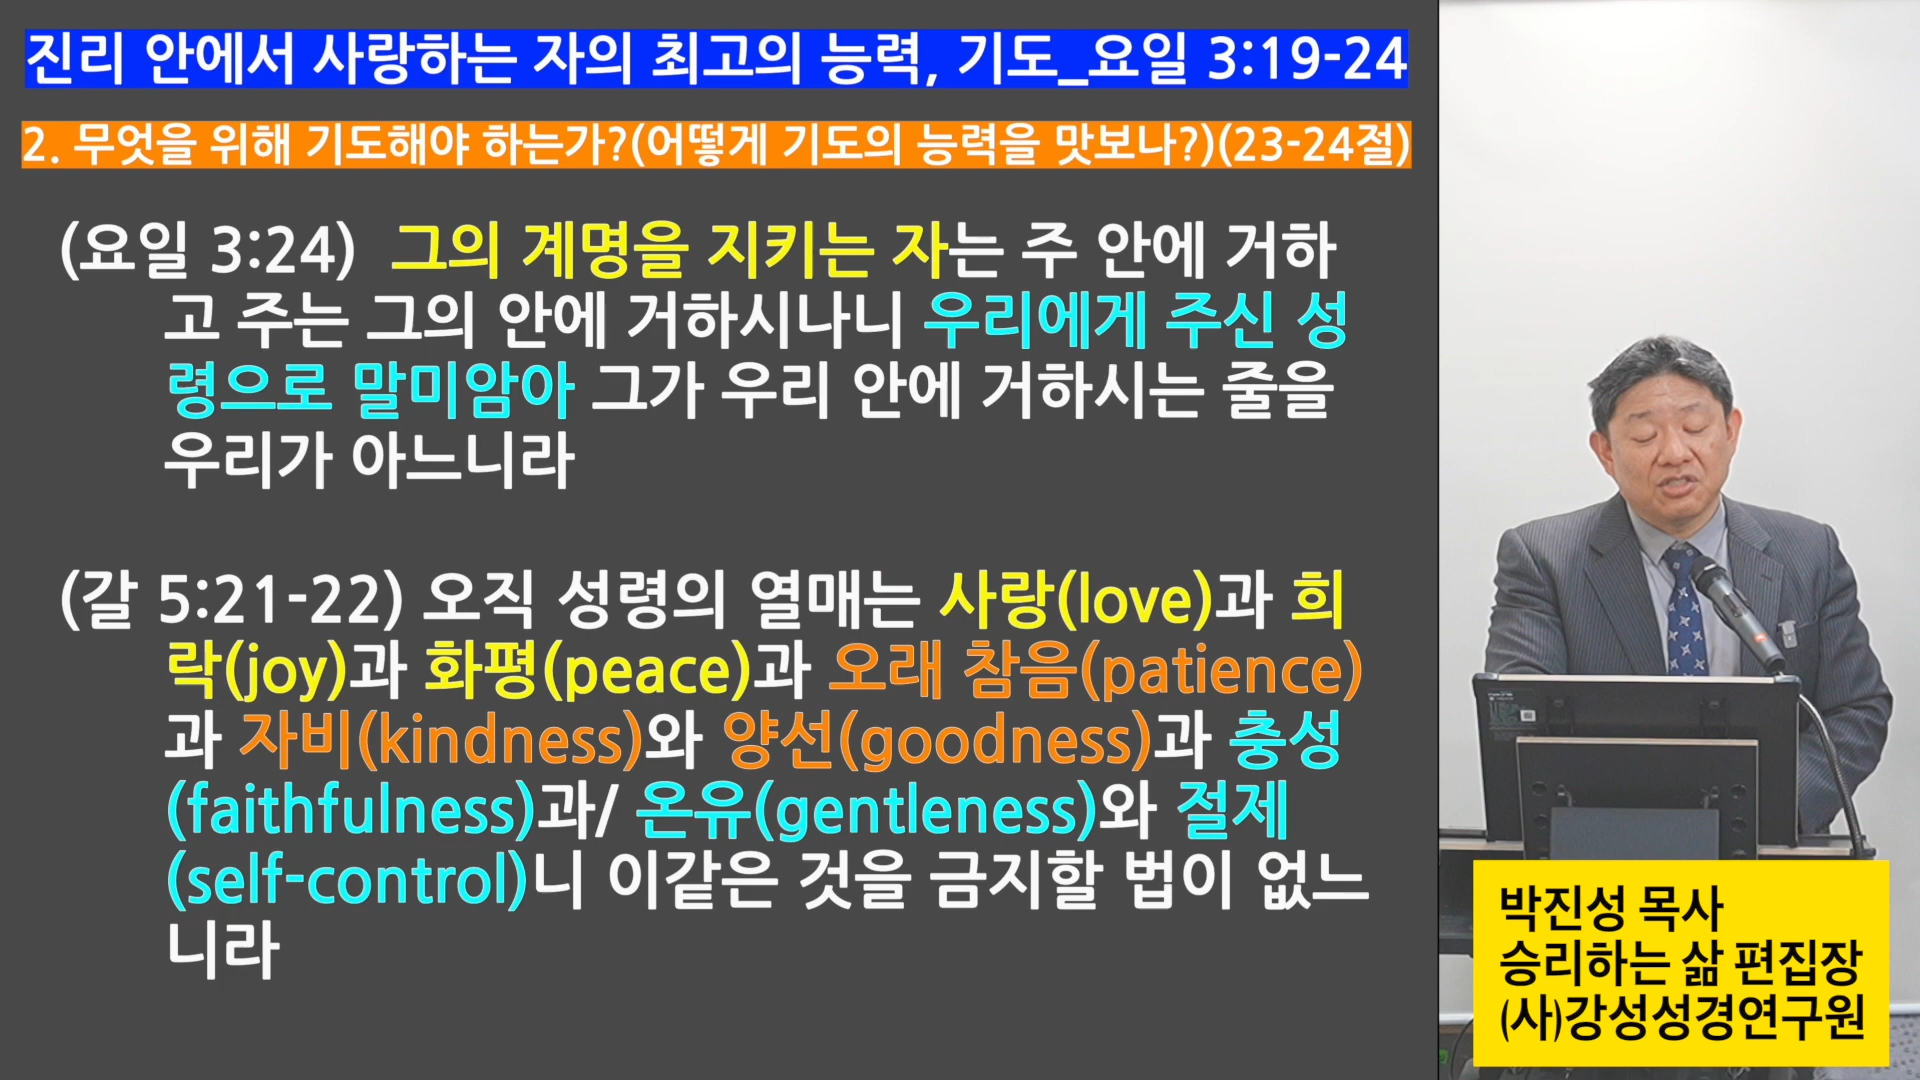 진리 안에서 사랑하는 자의 최고의 능력, 기도_요일 3:19-24
2. 무엇을 위해 기도해야 하는가?(어떻게 기도의 능력을 맛보나?)(23-24절)
(요일 3:24) 그의 계명을 지키는 자는 주 안에 거하
고 주는 그의 안에 거하시나니 우리에게 주신 성
령으로 말미암아 그가 우리 안에 거하시는 줄을
우리가 아느니라
(갈 5:21-22) 오직 성령의 열매는 사랑(love)과 희
락(joy)과 화평(peace)과 오래 참음(patience)
과 자비(kindness)와 양선(goodness)과 충성
(faithfulness)과/ 온유(gentleness)와 절제
(self-control)니 이같은 것을 금지할 법이 없느
니라
박진성 목사
승리하는 삶 편집장
(사)강성성경연구원